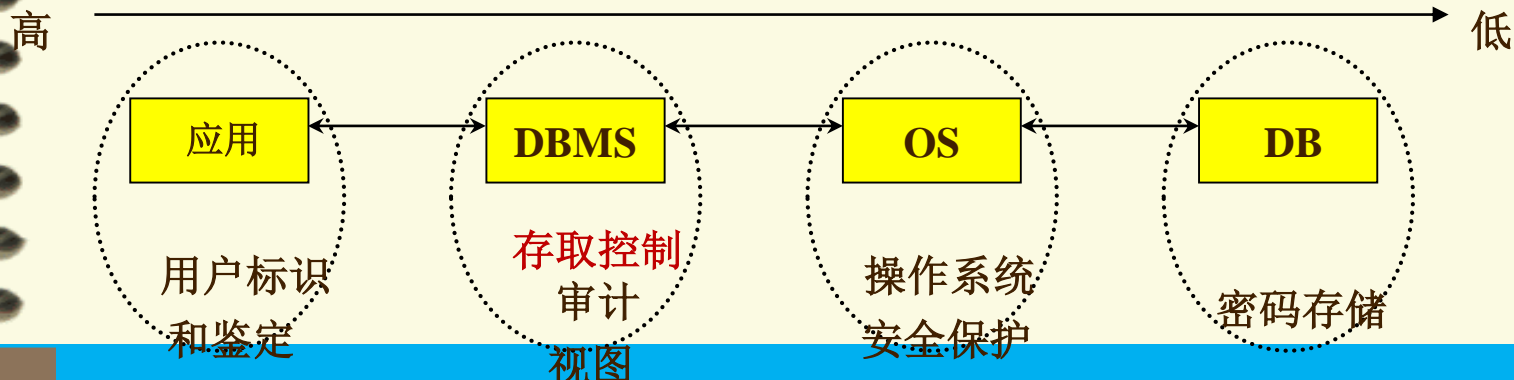 高
低
应用
DBMS
OS
DB
用户标识
和鉴定
存取控制
审计
视图
操作系统
安全保护
密码存储